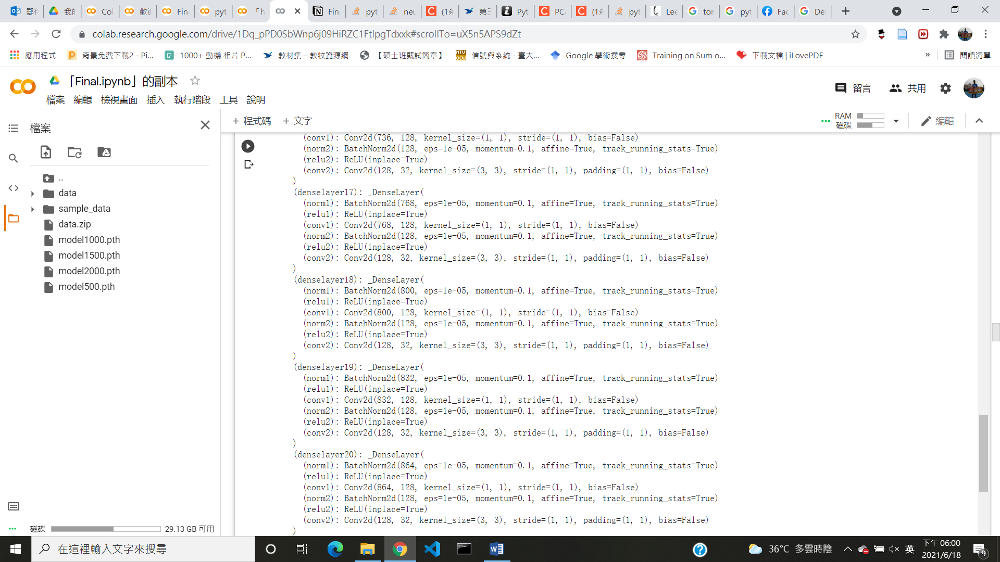 郵件
我的
Col
歡迎
Fin
pyt
「h
Fin
pyt
neu
(1条
第三
Pyt
PCA
(1条
pyt
Lee
tor
pyt
Fac
De
colab.research.google.com/drive/1Dq_pPD0SbWnp6j09HiRZC1FtIpgTdxxk#scrollTo=uX5n5APS9dZt
應用程式
背景免費下載2 - Pi...
1000+ 動機 相片 P...
教材集 – 教牧資源網
【碩士班甄試簡章】
信號與系統 - 臺大...
Google 學術搜尋
Training on Sum o...
下載文檔 | iLovePDF
»
閱讀清單
「Final.ipynb」的副本
檔案 編輯 檢視畫面 插入 執行階段 工具 說明
留言
共用
+ 程式碼 + 文字
RAM
磁碟
編輯
檔案
..
data
sample_data
data.zip
model1000.pth
model1500.pth
model2000.pth
model500.pth
磁碟 29.13 GB 可用
(conv1): Conv2d(736, 128, kernel_size=(1, 1), stride=(1, 1), bias=False)
(norm2): BatchNorm2d(128, eps=1e-05, momentum=0.1, affine=True, track_running_stats=True)
(relu2): ReLU(inplace=True)
(conv2): Conv2d(128, 32, kernel_size=(3, 3), stride=(1, 1), padding=(1, 1), bias=False)
)
(denselayer17): _DenseLayer(
(norm1): BatchNorm2d(768, eps=1e-05, momentum=0.1, affine=True, track_running_stats=True)
(relu1): ReLU(inplace=True)
(conv1): Conv2d(768, 128, kernel_size=(1, 1), stride=(1, 1), bias=False)
(norm2): BatchNorm2d(128, eps=1e-05, momentum=0.1, affine=True, track_running_stats=True)
(relu2): ReLU(inplace=True)
(conv2): Conv2d(128, 32, kernel_size=(3, 3), stride=(1, 1), padding=(1, 1), bias=False)
)
(denselayer18): _DenseLayer(
(norm1): BatchNorm2d(800, eps=1e-05, momentum=0.1, affine=True, track_running_stats=True)
(relu1): ReLU(inplace=True)
(conv1): Conv2d(800, 128, kernel_size=(1, 1), stride=(1, 1), bias=False)
(norm2): BatchNorm2d(128, eps=1e-05, momentum=0.1, affine=True, track_running_stats=True)
(relu2): ReLU(inplace=True)
(conv2): Conv2d(128, 32, kernel_size=(3, 3), stride=(1, 1), padding=(1, 1), bias=False)
)
(denselayer19): _DenseLayer(
(norm1): BatchNorm2d(832, eps=1e-05, momentum=0.1, affine=True, track_running_stats=True)
(relu1): ReLU(inplace=True)
(conv1): Conv2d(832, 128, kernel_size=(1, 1), stride=(1, 1), bias=False)
(norm2): BatchNorm2d(128, eps=1e-05, momentum=0.1, affine=True, track_running_stats=True)
(relu2): ReLU(inplace=True)
(conv2): Conv2d(128, 32, kernel_size=(3, 3), stride=(1, 1), padding=(1, 1), bias=False)
)
(denselayer20): _DenseLayer(
(norm1): BatchNorm2d(864, eps=1e-05, momentum=0.1, affine=True, track_running_stats=True)
(relu1): ReLU(inplace=True)
(conv1): Conv2d(864, 128, kernel_size=(1, 1), stride=(1, 1), bias=False)
(norm2): BatchNorm2d(128, eps=1e-05, momentum=0.1, affine=True, track_running_stats=True)
(relu2): ReLU(inplace=True)
(conv2): Conv2d(128, 32, kernel_size=(3, 3), stride=(1, 1), padding=(1, 1), bias=False)
)
在這裡輸入文字來搜尋
36°C 多雲時陰
英
下午 06:00
2021/6/18
9